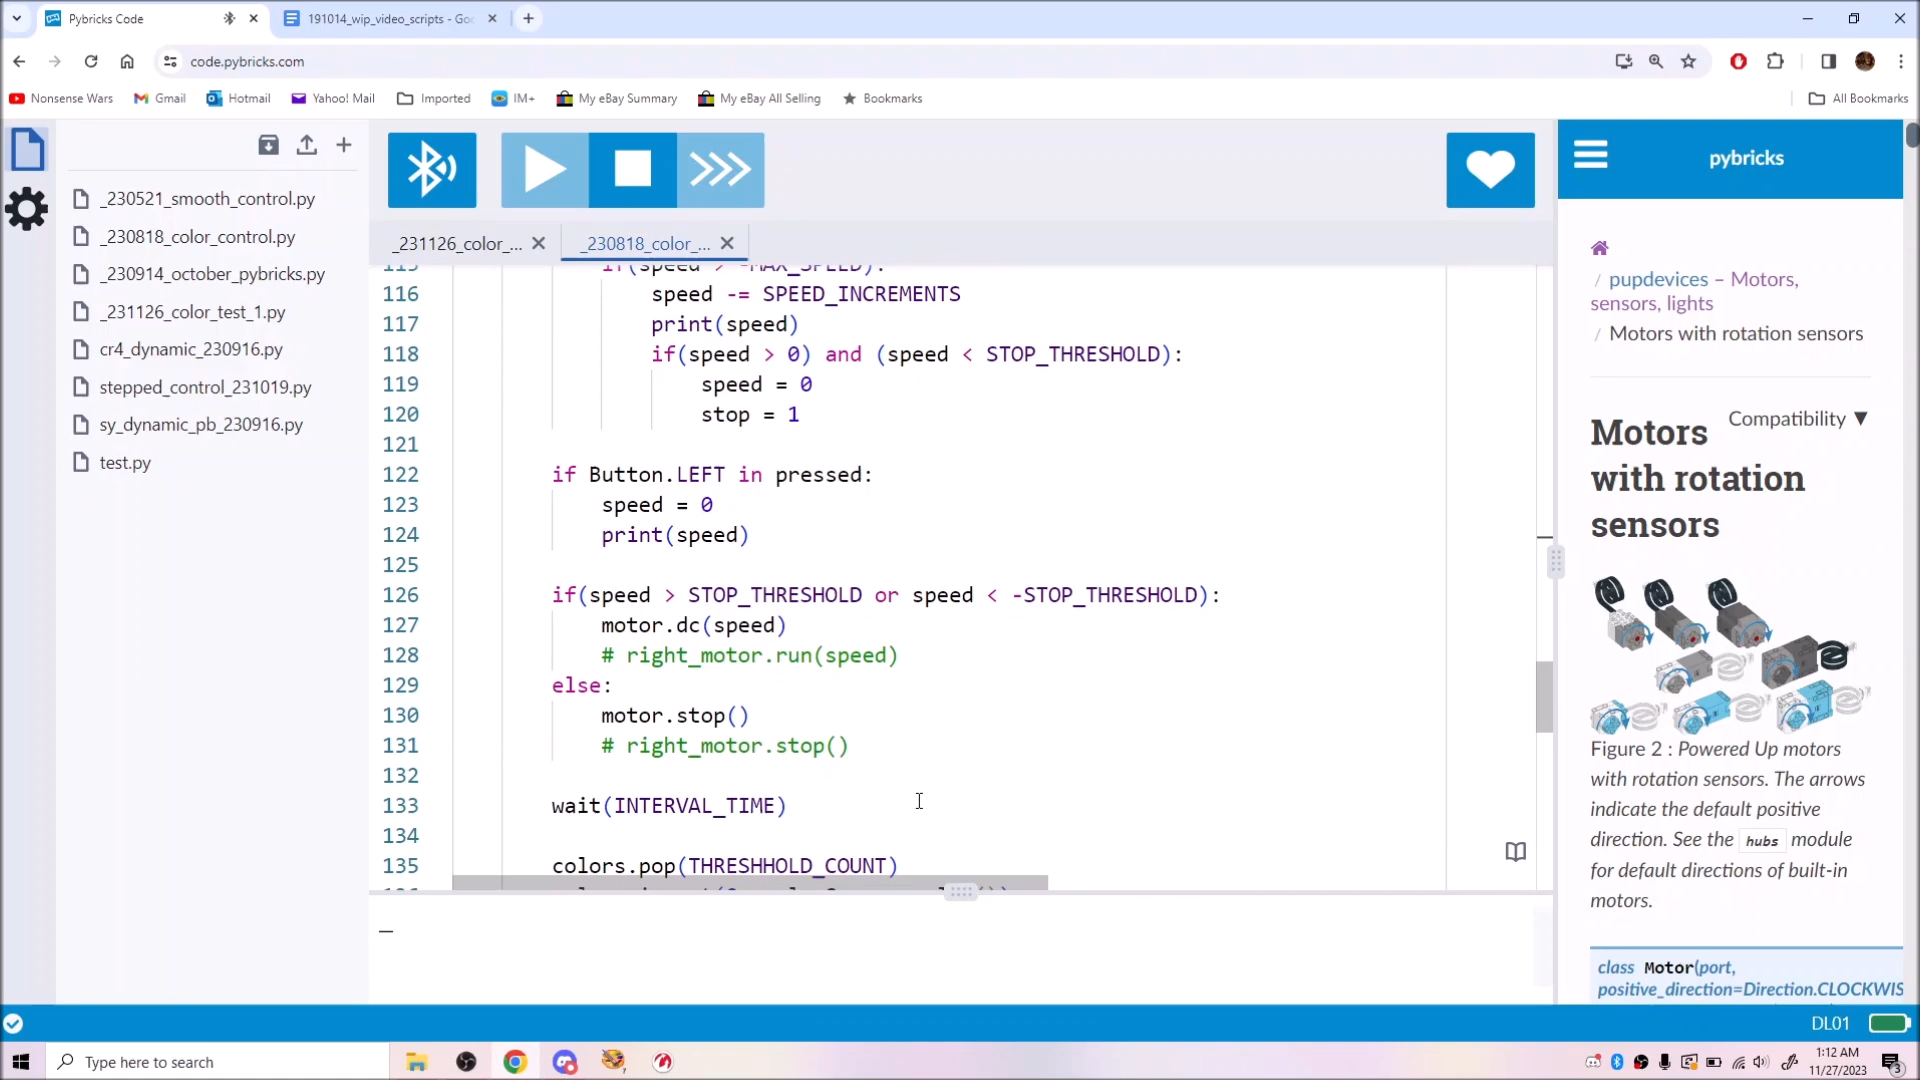 Pybricks Code
191014_wip_video_scripts - Goo
code.pybricks.com
Nonsense Wars
Gmail
Hotmail
Yahoo! Mail
Imported
IM+
My eBay Summary
My eBay All Selling
Bookmarks
All Bookmarks
_230521_smooth_control.py
_230818_color_control.py
_230914_october_pybricks.py
_231126_color_test_1.py
cr4_dynamic_230916.py
stepped_control_231019.py
sy_dynamic_pb_230916.py
test.py
_231126_color_...
_230818_color_...
115 if(speed > -MAX_SPEED):
116 speed -= SPEED_INCREMENTS
117 print(speed)
118 if(speed > 0) and (speed < STOP_THRESHOLD):
119 speed = 0
120 stop = 1
121
122 if Button.LEFT in pressed:
123 speed = 0
124 print(speed)
125
126 if(speed > STOP_THRESHOLD or speed < -STOP_THRESHOLD):
127 motor.dc(speed)
128 # right_motor.run(speed)
129 else:
130 motor.stop()
131 # right_motor.stop()
132
133 wait(INTERVAL_TIME)
134
135 colors.pop(THRESHHOLD_COUNT)
pybricks
/ pupdevices – Motors,
sensors, lights
/ Motors with rotation sensors
Compatibility ▼
Motors
with rotation
sensors
Figure 2 : Powered Up motors
with rotation sensors. The arrows
indicate the default positive
direction. See the hubs module
for default directions of built-in
motors.
class Motor(port,
positive_direction=Direction.CLOCKWIS
DL01
Type here to search
1:12 AM
11/27/2023
3